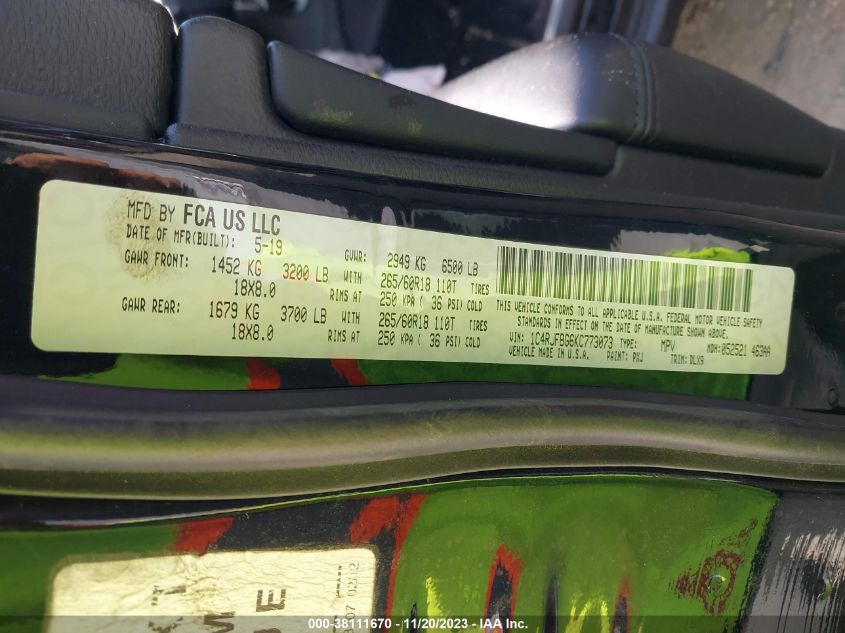 MFD BY FCA US LLC
DATE OF MFR(BUILT): 5-19
GVWR: 2949 KG 6500 LB
GAWR FRONT: 1452 KG 3200 LB WITH 265/60R18 110T TIRES
18X8.0 RIMS AT 250 KPA ( 36 PSI) COLD
GAWR REAR: 1679 KG 3700 LB WITH 265/60R18 110T TIRES
18X8.0 RIMS AT 250 KPA ( 36 PSI) COLD
THIS VEHICLE CONFORMS TO ALL APPLICABLE U.S.A. FEDERAL MOTOR VEHICLE SAFETY
STANDARDS IN EFFECT ON THE DATE OF MANUFACTURE SHOWN ABOVE.
VIN: 1C4RJFBG6KC773073 TYPE: MPV MDH: 052521 463AA
VEHICLE MADE IN U.S.A. PAINT: PXJ TRIM: DLX9
000-38111670 - 11/20/2023 - IAA Inc.